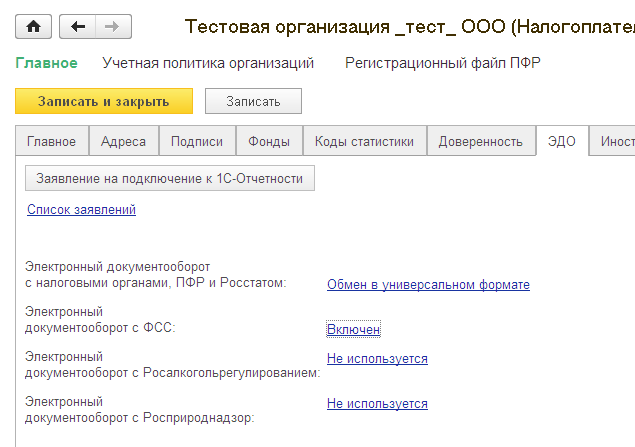 Тестовая организация _тест_ ООО (Налогоплател
Главное Учетная политика организаций Регистрационный файл ПФР
Записать и закрыть Записать
Главное Адреса Подписи Фонды Коды статистики Доверенность ЭДО Иност
Заявление на подключение к 1С-Отчетности
Список заявлений
Электронный документооборот
с налоговыми органами, ПФР и Росстатом: Обмен в универсальном формате
Электронный
документооборот с ФСС: Включен
Электронный
документооборот с Росалкогольрегулированием: Не используется
Электронный
документооборот с Росприроднадзор: Не используется